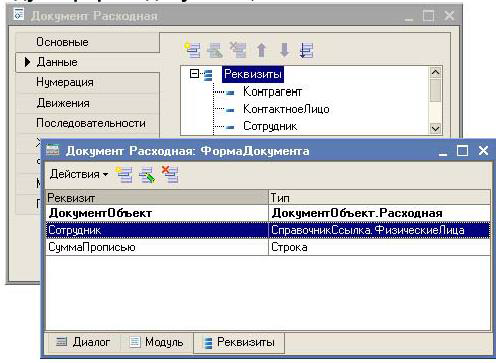 Документ Расходная
Основные
Данные
Нумерация
Движения
Последовательности
Реквизиты
Контрагент
КонтактноеЛицо
Сотрудник
Документ Расходная: ФормаДокумента
Действия
Реквизит Тип
ДокументОбъект ДокументОбъект.Расходная
Сотрудник СправочникСсылка.ФизическиеЛица
СуммаПрописью Строка
Диалог Модуль Реквизиты